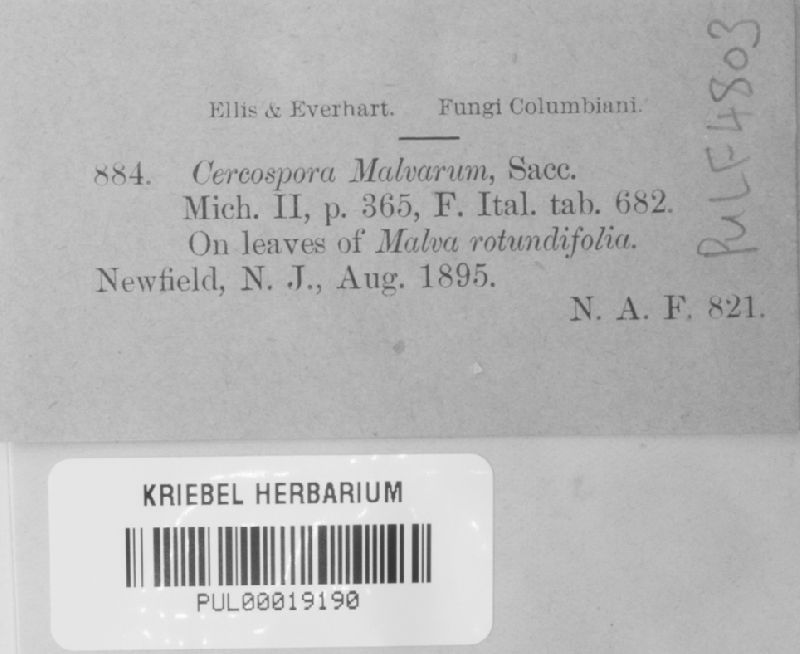 Ellis & Everhart. Fungi Columbiani.
884. Cercospora Malvarum, Sacc.
Mich. II, p. 365, F. Ital. tab. 682.
On leaves of Malva rotundifolia.
Newfield, N. J., Aug. 1895.
N. A. F. 821.
PULF4803
KRIEBEL HERBARIUM
PUL00019190